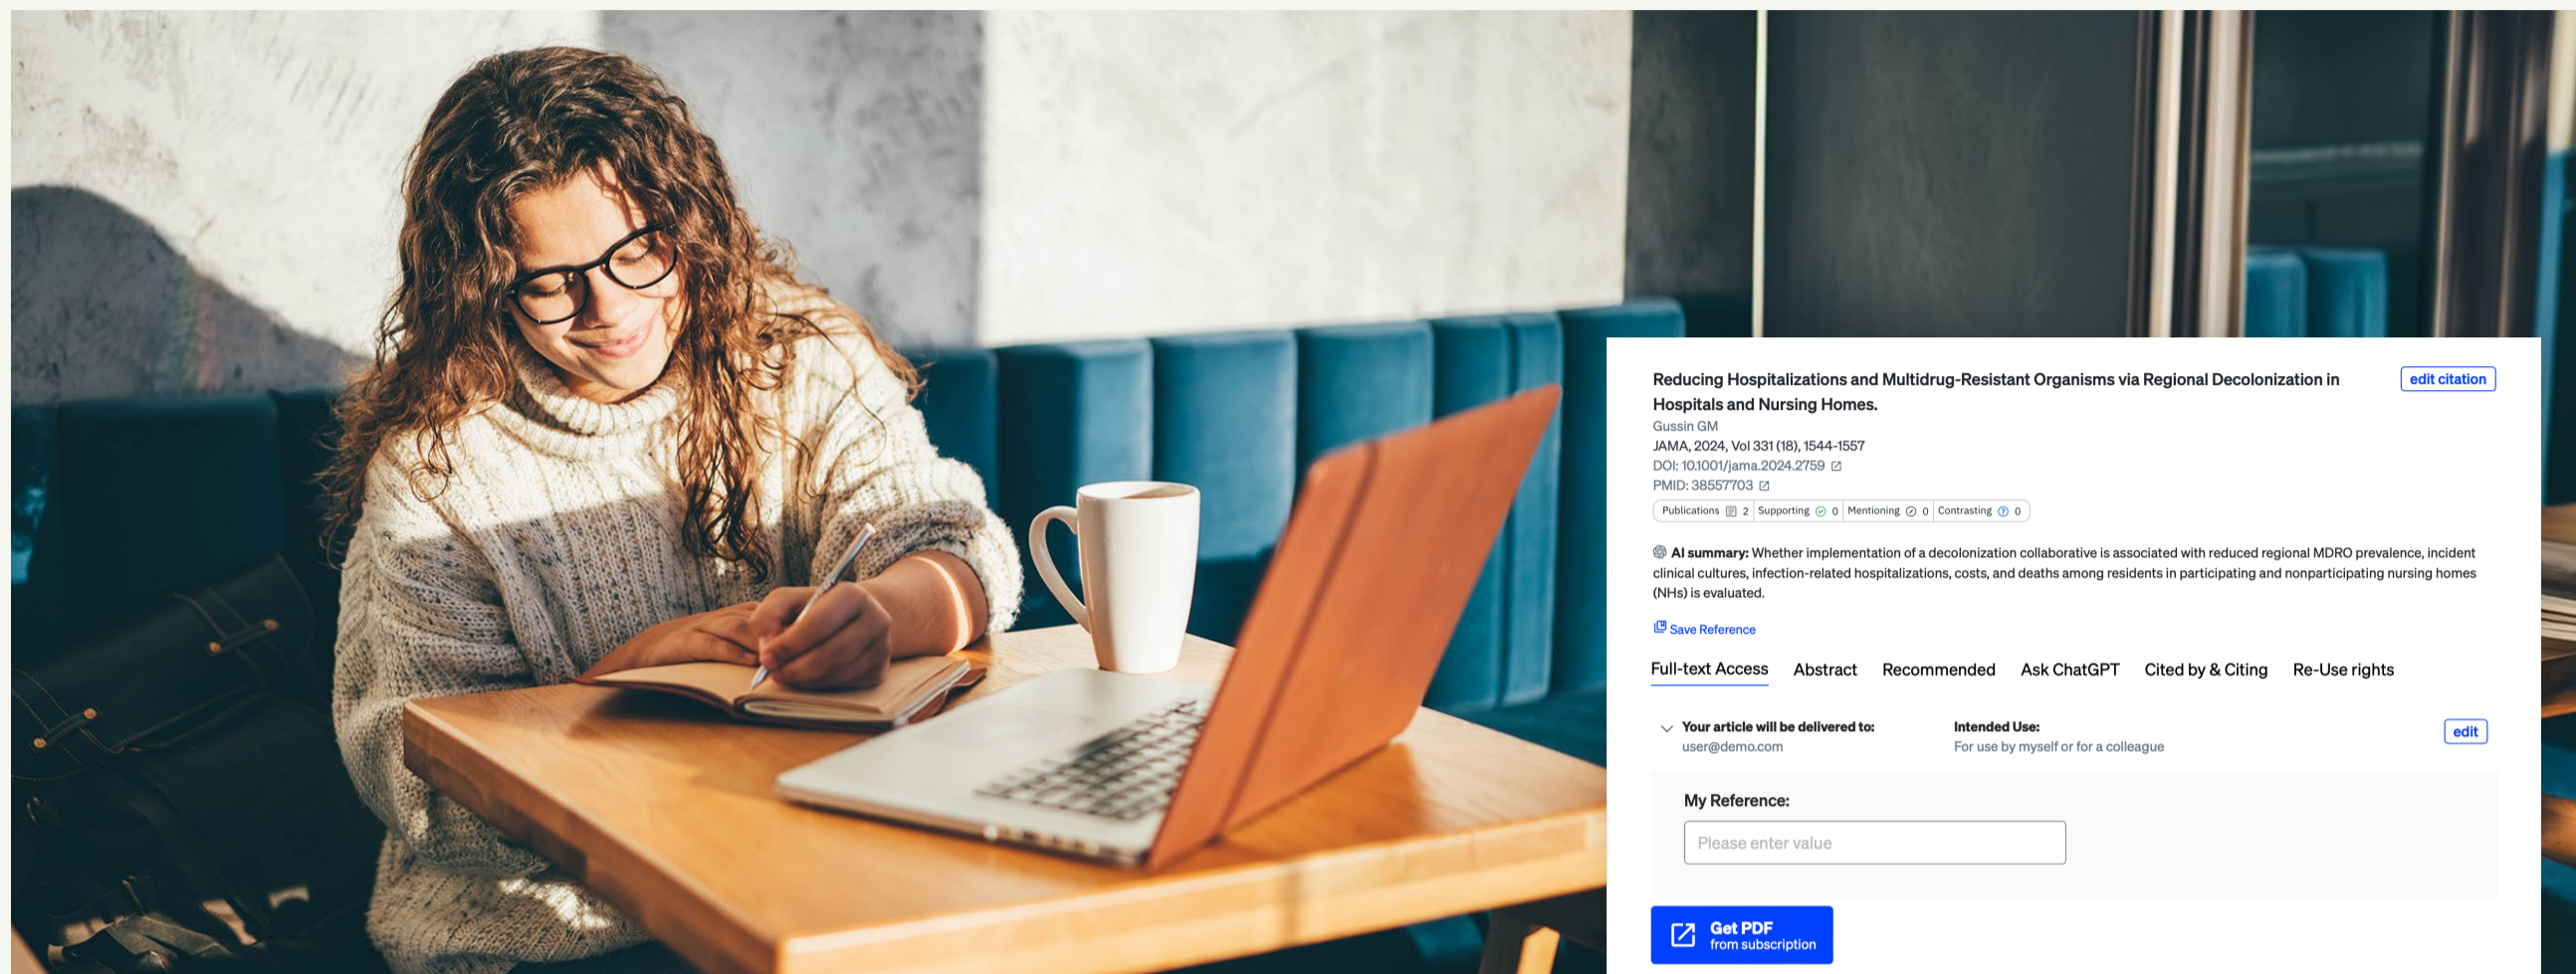 Reducing Hospitalizations and Multidrug-Resistant Organisms via Regional Decolonization in
Hospitals and Nursing Homes.
edit citation
Gussin GM
JAMA, 2024, Vol 331 (18), 1544-1557
DOI: 10.1001/jama.2024.2759
PMID: 38557703
Publications 2 Supporting 0 Mentioning 0 Contrasting 0
AI summary: Whether implementation of a decolonization collaborative is associated with reduced regional MDRO prevalence, incident
clinical cultures, infection-related hospitalizations, costs, and deaths among residents in participating and nonparticipating nursing homes
(NHs) is evaluated.
Save Reference
Full-text Access Abstract Recommended Ask ChatGPT Cited by & Citing Re-Use rights
Your article will be delivered to: Intended Use:
user@demo.com For use by myself or for a colleague
edit
My Reference:
Please enter value
Get PDF
from subscription